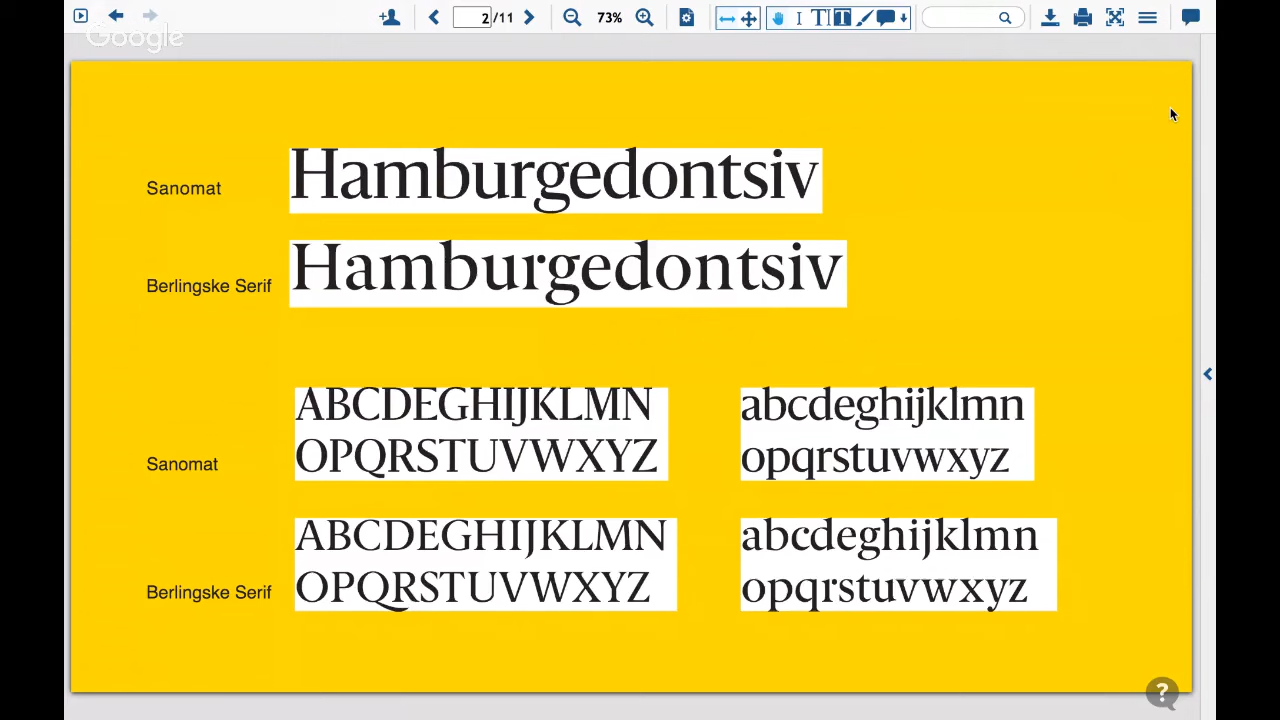 2 /11
73%
Google
Sanomat
Hamburgedontsiv
Berlingske Serif
Hamburgedontsiv
Sanomat
ABCDEGHIJKLMN
OPQRSTUVWXYZ
abcdeghijklmn
opqrstuvwxyz
Berlingske Serif
ABCDEGHIJKLMN
OPQRSTUVWXYZ
abcdeghijklmn
opqrstuvwxyz